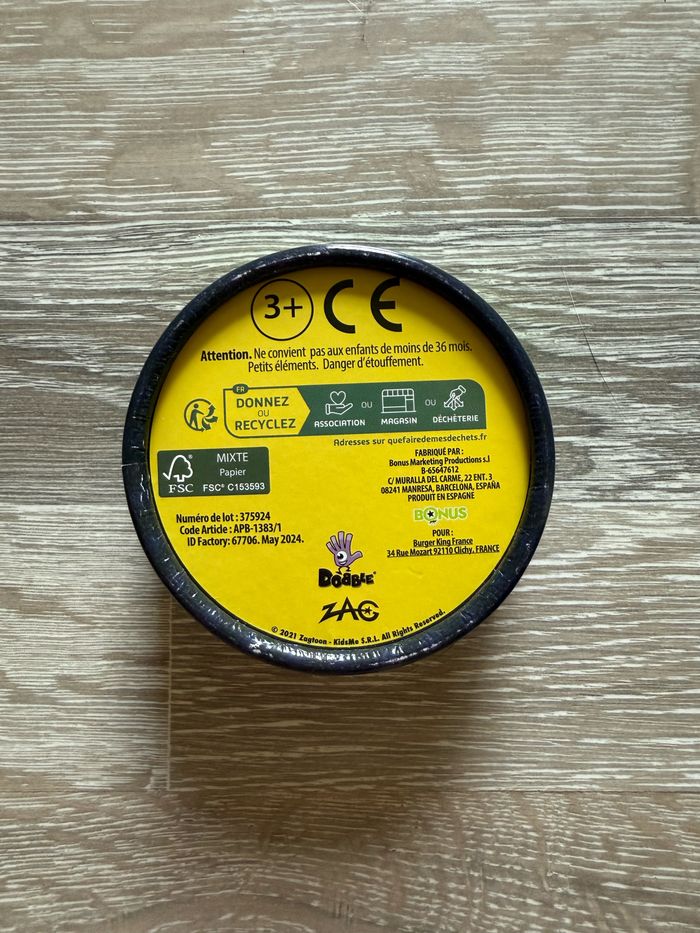 3+ CE
Attention. Ne convient pas aux enfants de moins de 36 mois.
Petits éléments. Danger d'étouffement.
FR
DONNEZ
OU
RECYCLEZ
ASSOCIATION
OU
MAGASIN
OU
DÉCHÈTERIE
Adresses sur quefairedemesdechets.fr
FSC
MIXTE
Papier
FSC® C153593
FABRIQUÉ PAR :
Bonus Marketing Productions s.l
B-65647612
C/ MURALLA DEL CARME, 22 ENT. 3
08241 MANRESA, BARCELONA, ESPAÑA
PRODUIT EN ESPAGNE
BONUS
Numéro de lot : 375924
Code Article : APB-1383/1
ID Factory: 67706. May 2024.
POUR :
Burger King France
34 Rue Mozart 92110 Clichy, FRANCE
DOBBLE
ZAG
© 2021 Zagtoon - KidsMe S.R.L. All Rights Reserved.